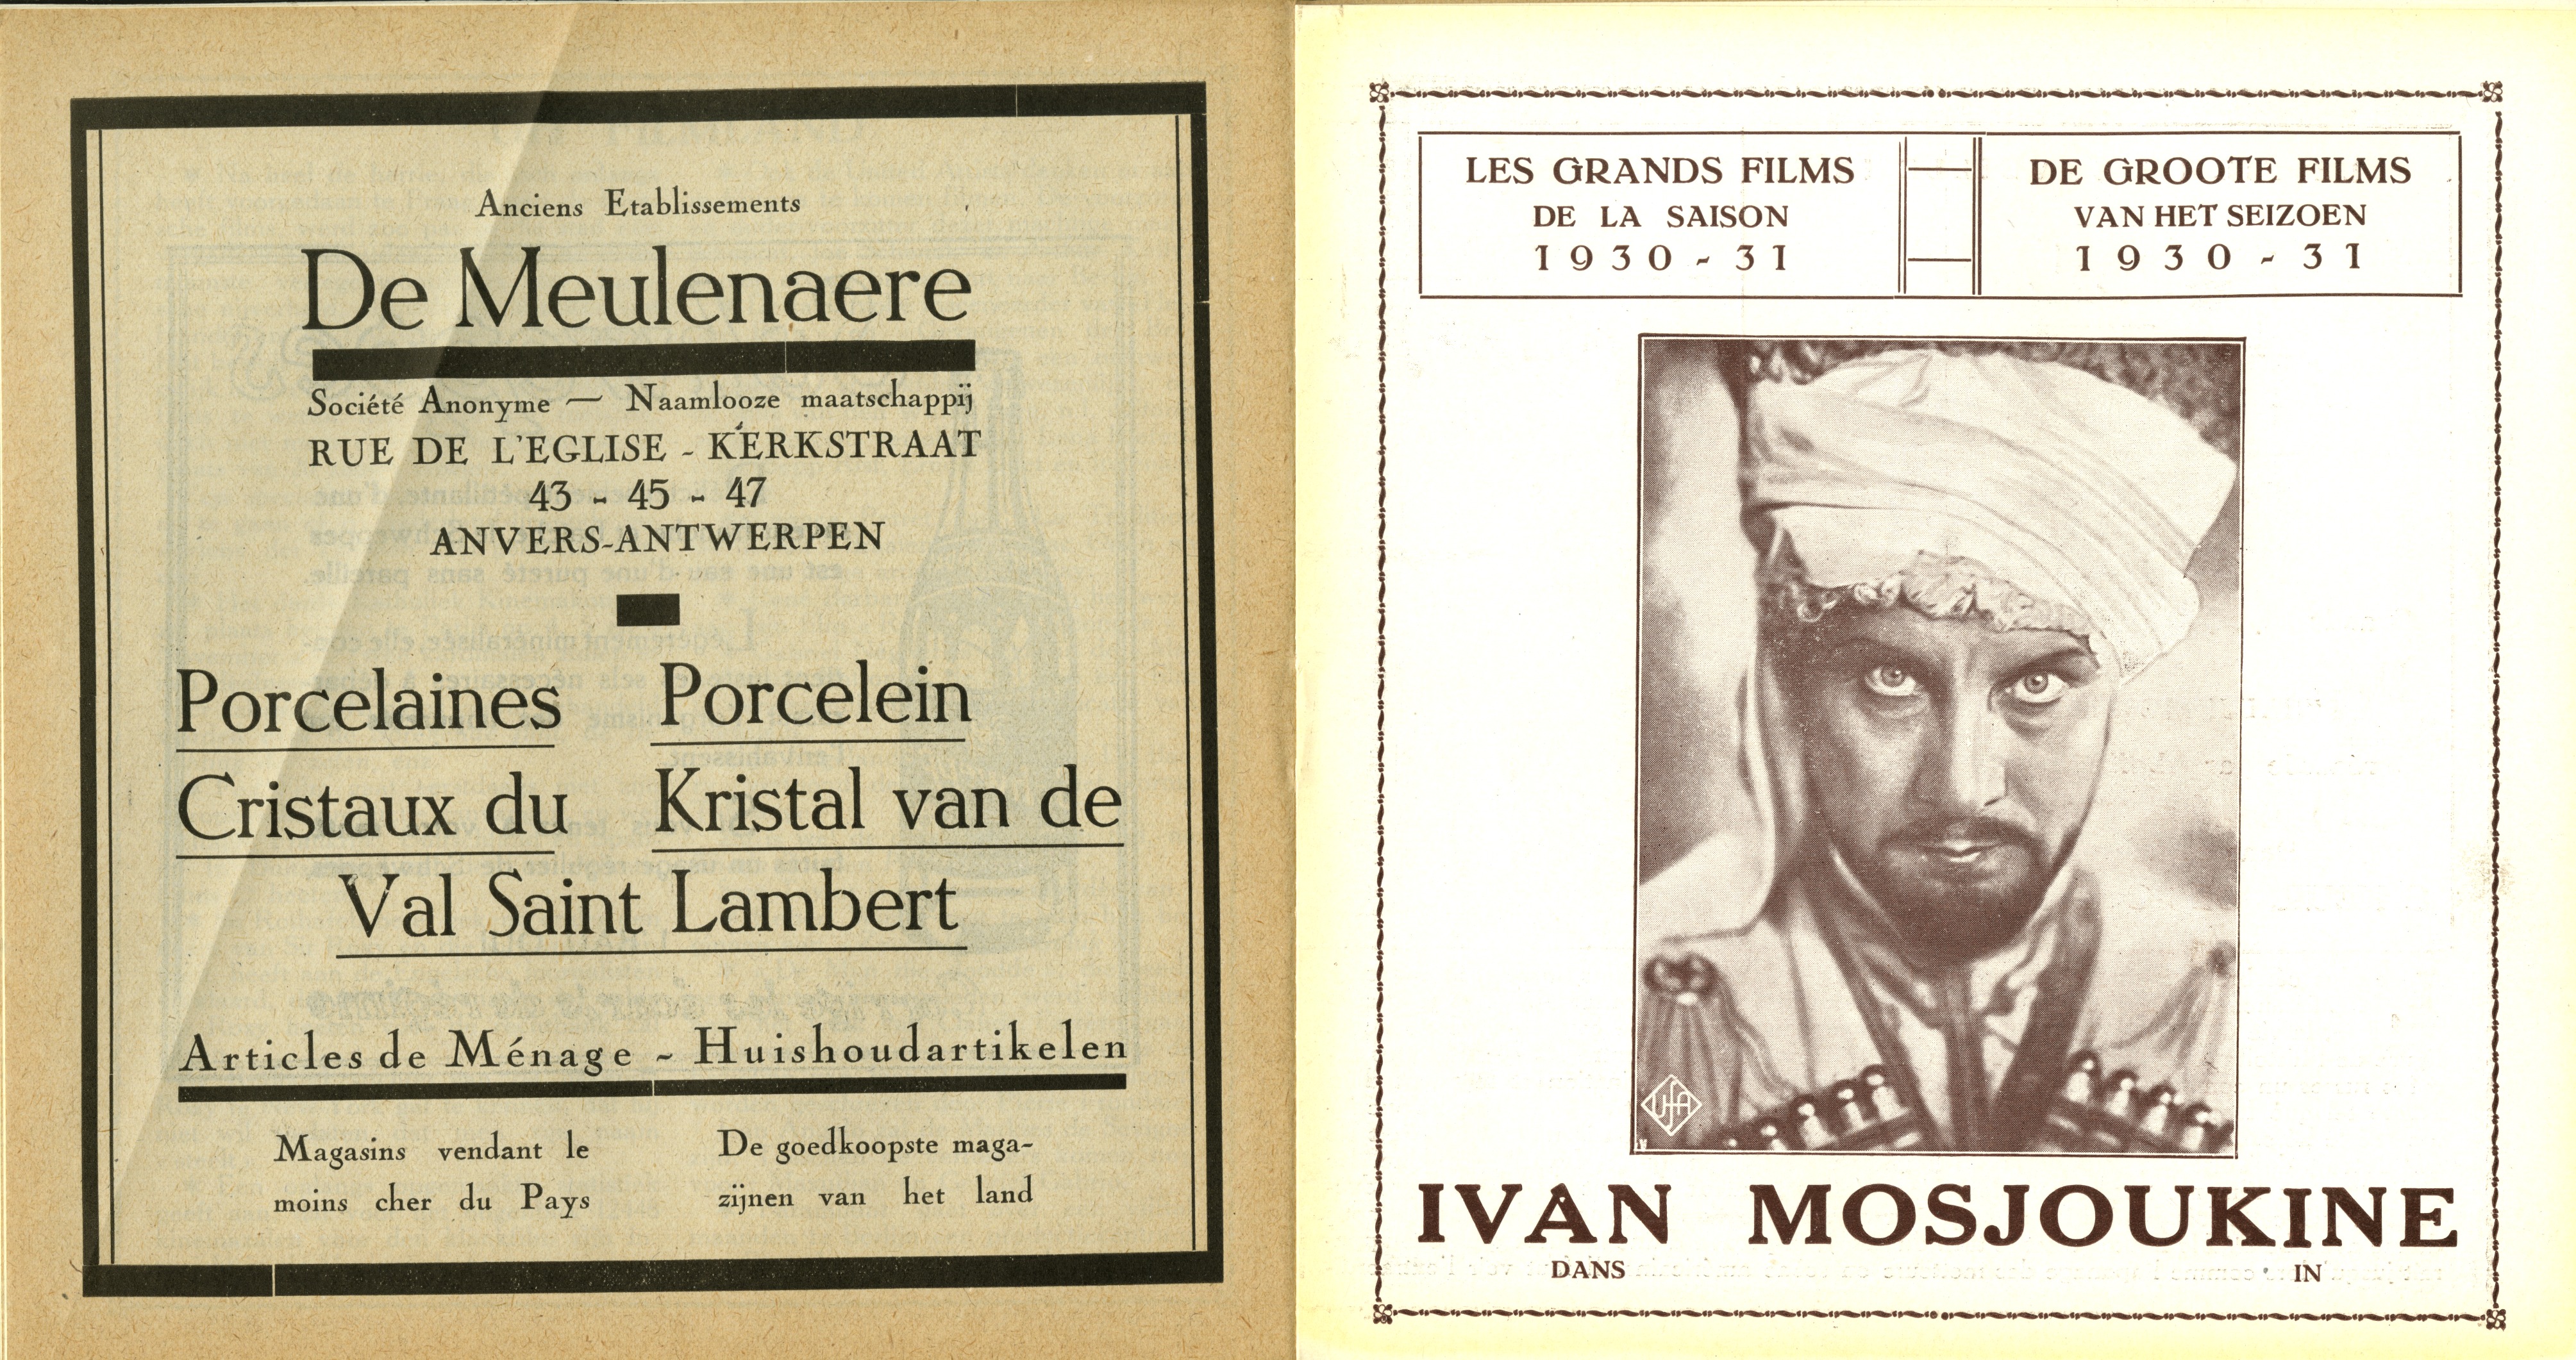 Anciens Etablissements
De Meulenaere
Société Anonyme — Naamlooze maatschappij
RUE DE L'EGLISE - KERKSTRAAT
43 - 45 - 47
ANVERS-ANTWERPEN
Porcelaines Porcelein
Cristaux du Kristal van de
Val Saint Lambert
Articles de Ménage - Huishoudartikelen
Magasins vendant le
moins cher du Pays
De goedkoopste maga-
zijnen van het land
LES GRANDS FILMS
DE LA SAISON
1930-31
DE GROOTE FILMS
VAN HET SEIZOEN
1930-31
UfA
IVAN MOSJOUKINE
DANS IN